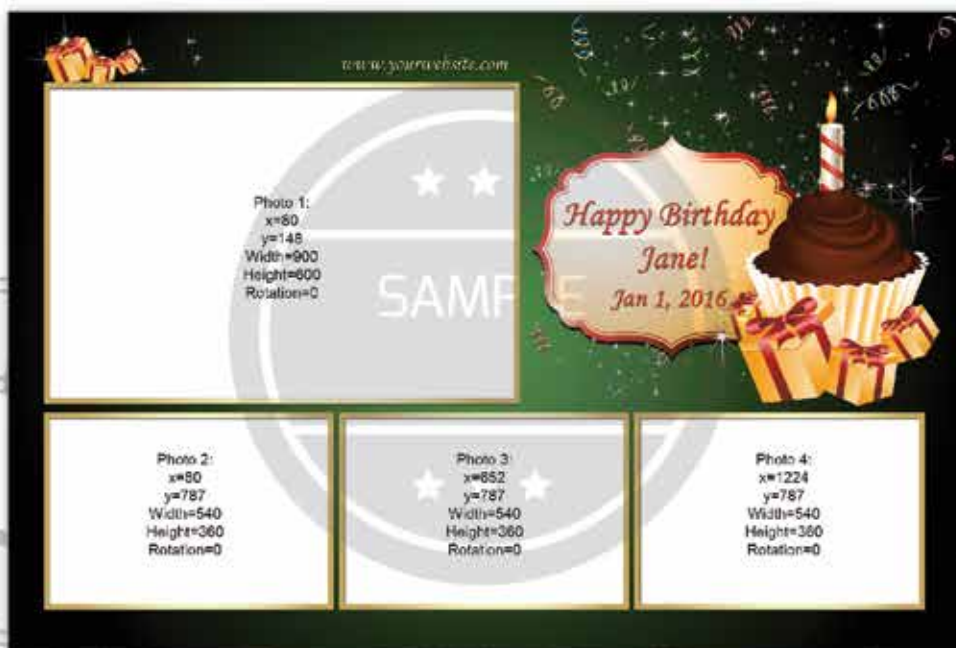 www.yourwebsite.com
Photo 1:
x=80
y=148
Width=900
Height=600
Rotation=0
Happy Birthday
Jane!
Jan 1, 2016
SAMPLE
Photo 2:
x=80
y=787
Width=540
Height=360
Rotation=0
Photo 3:
x=652
y=787
Width=540
Height=360
Rotation=0
Photo 4:
x=1224
y=787
Width=540
Height=360
Rotation=0